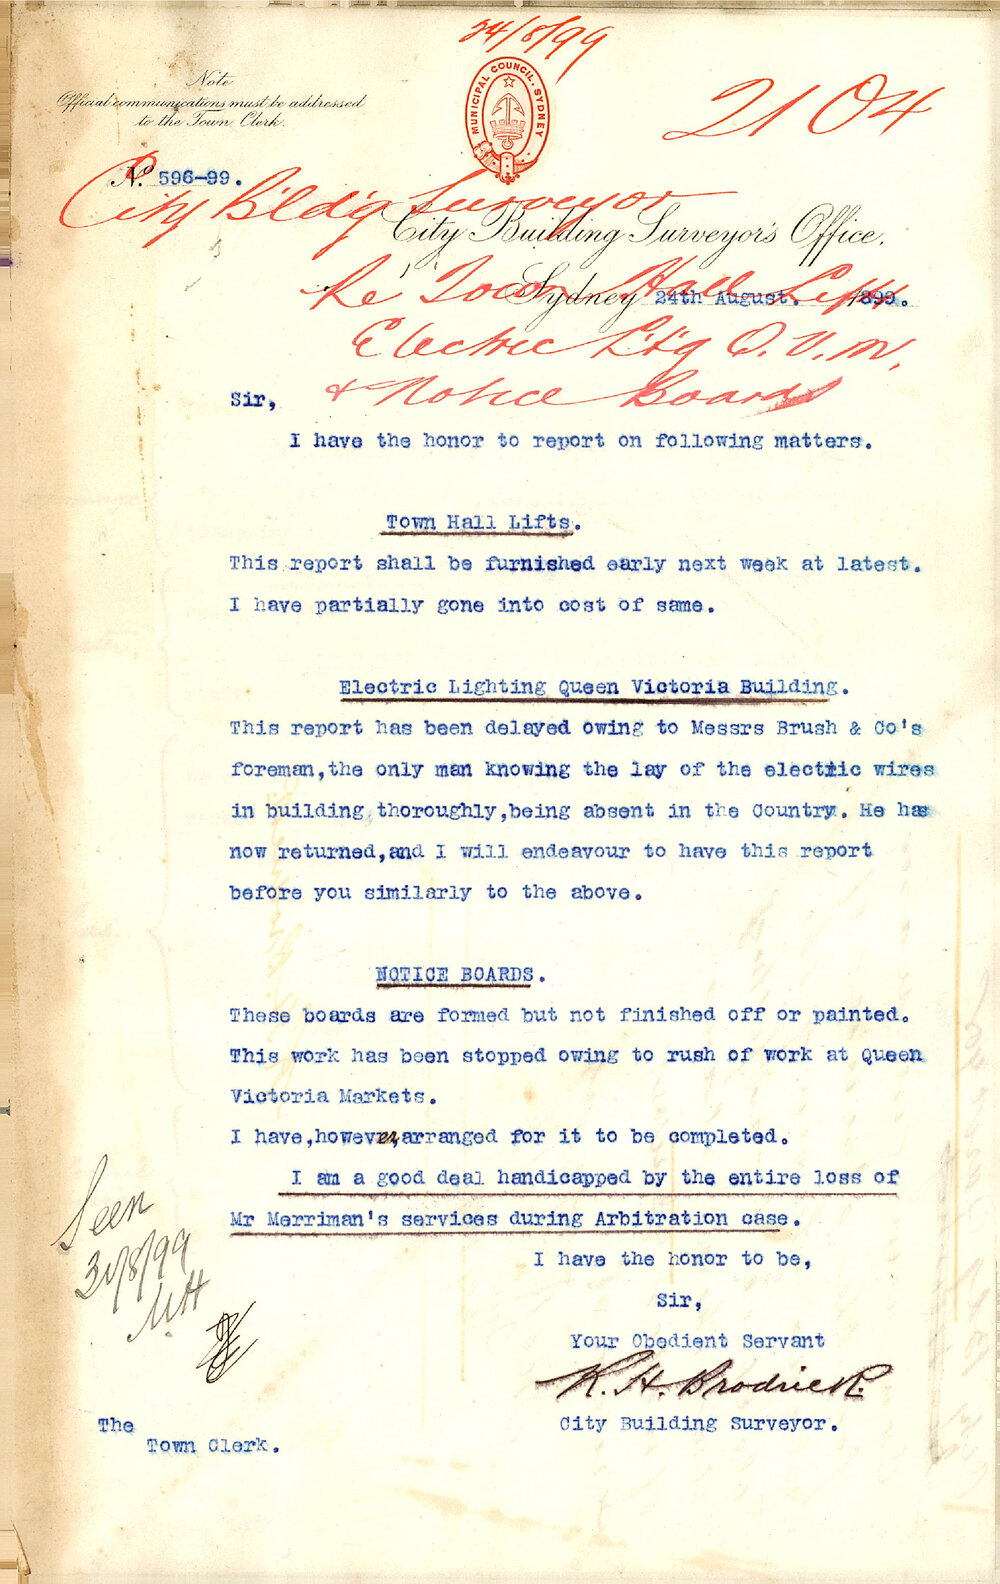 24/8/99
Note
Official communications must be addressed
to the Town Clerk.
MUNICIPAL COUNCIL. SYDNEY
2104
No. 596-99.
City Bldg Surveyor
City Building Surveyor's Office.
Re Town Hall Lifts
Sydney 24th August. 1899.
Electric Ltg Q.V.M.
& Notice Boards
Sir,
I have the honor to report on following matters.
Town Hall Lifts.
This report shall be furnished early next week at latest.
I have partially gone into cost of same.
Electric Lighting Queen Victoria Building.
This report has been delayed owing to Messrs Brush & Co's
foreman,the only man knowing the lay of the electric wires
in building,thoroughly,being absent in the Country. He has
now returned,and I will endeavour to have this report
before you similarly to the above.
NOTICE BOARDS.
These boards are formed but not finished off or painted.
This work has been stopped owing to rush of work at Queen
Victoria Markets.
I have,however,arranged for it to be completed.
I am a good deal handicapped by the entire loss of
Mr Merriman's services during Arbitration case.
I have the honor to be,
Sir,
Your Obedient Servant
R. H. Brodrick.
City Building Surveyor.
Seen
31/8/99
The
Town Clerk.